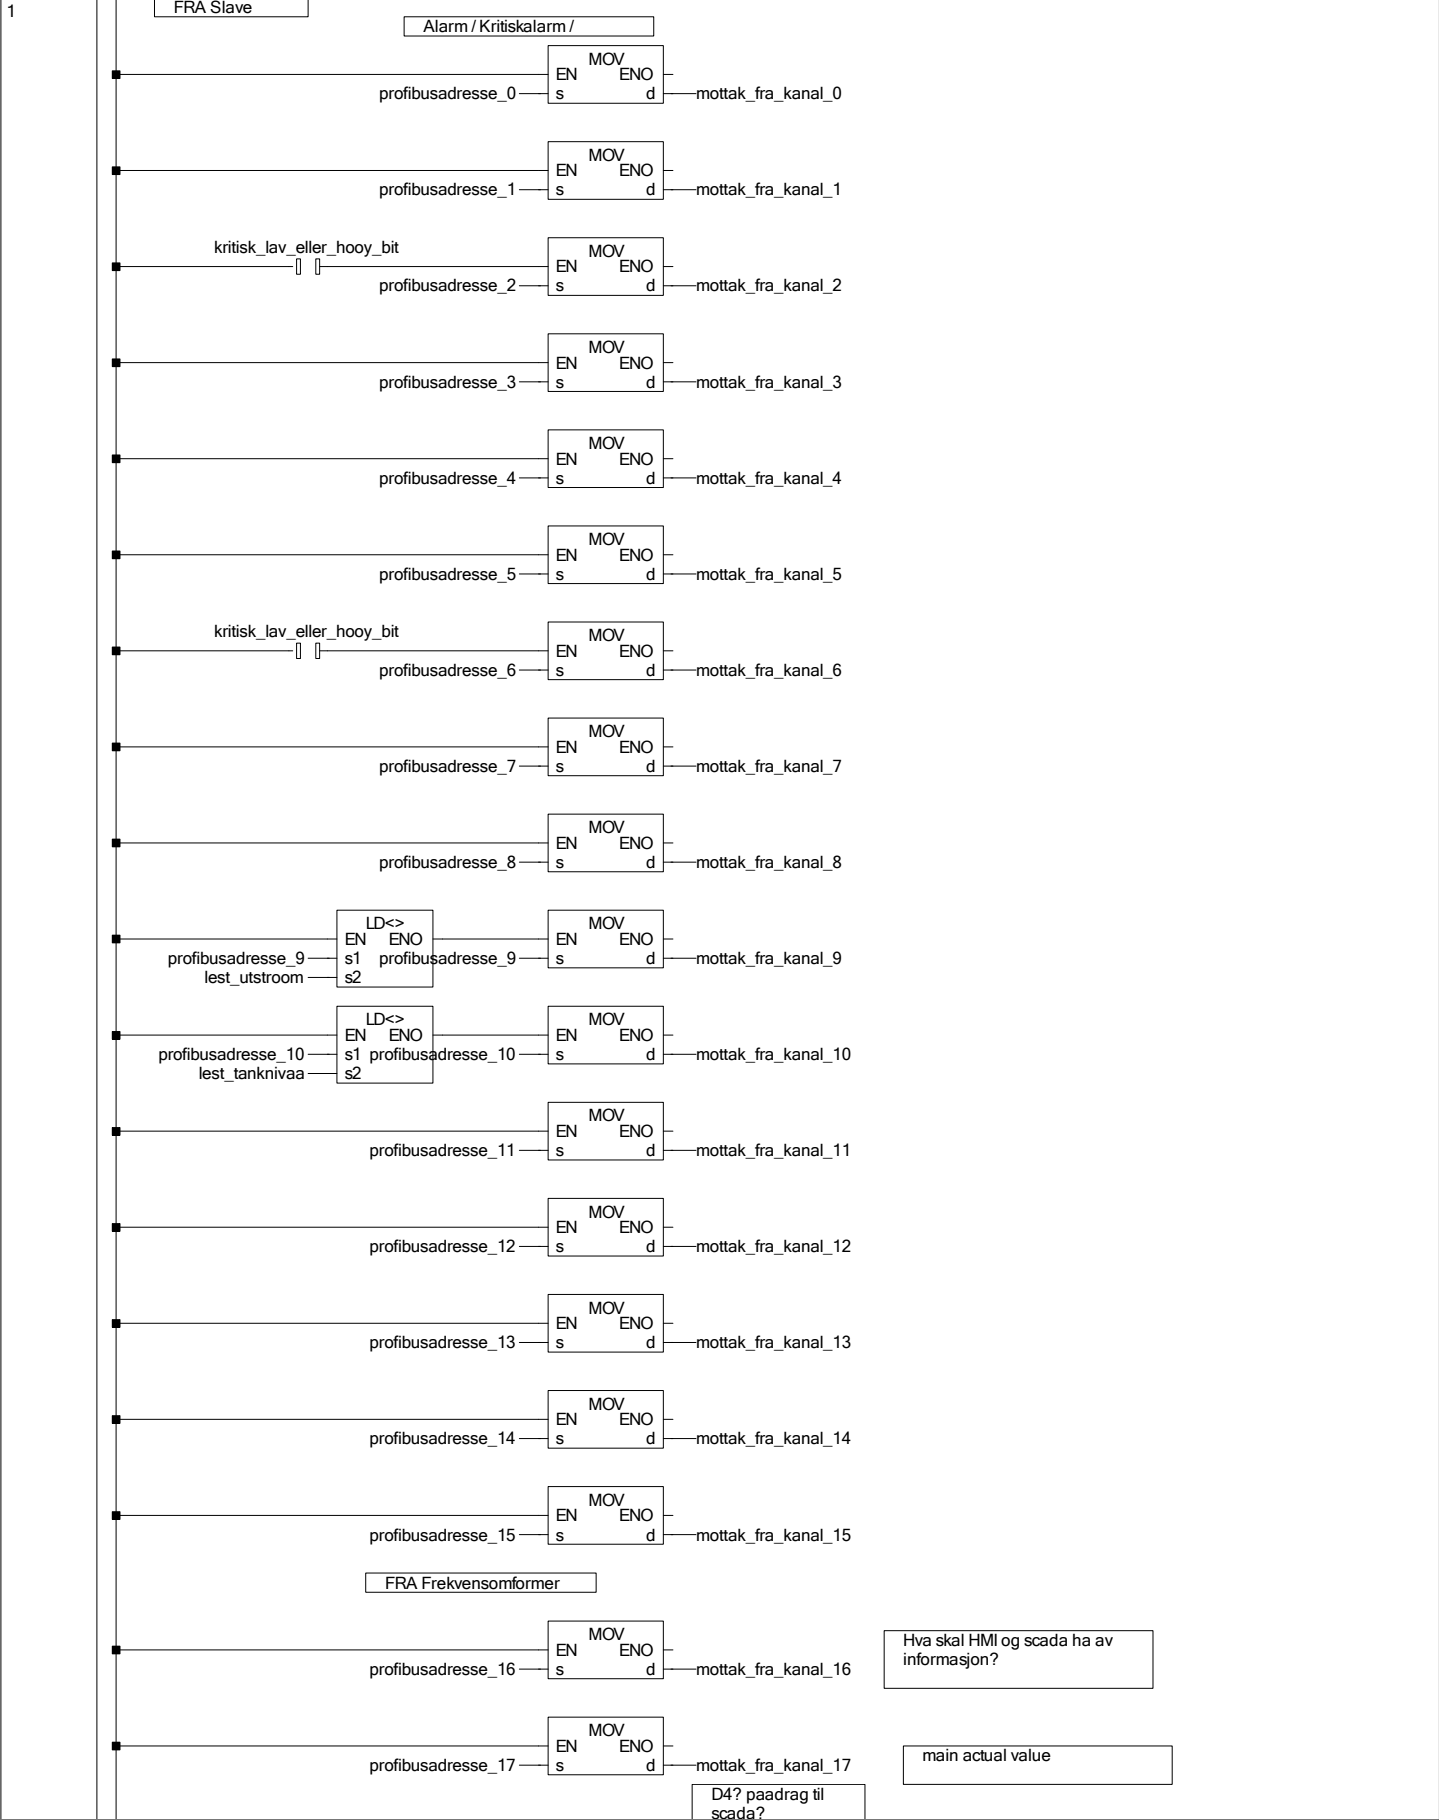 1
FRA Slave
Alarm / Kritiskalarm /
MOV
EN ENO
profibusadresse_0 s d mottak_fra_kanal_0
MOV
EN ENO
profibusadresse_1 s d mottak_fra_kanal_1
kritisk_lav_eller_hooy_bit
MOV
EN ENO
profibusadresse_2 s d mottak_fra_kanal_2
MOV
EN ENO
profibusadresse_3 s d mottak_fra_kanal_3
MOV
EN ENO
profibusadresse_4 s d mottak_fra_kanal_4
MOV
EN ENO
profibusadresse_5 s d mottak_fra_kanal_5
kritisk_lav_eller_hooy_bit
MOV
EN ENO
profibusadresse_6 s d mottak_fra_kanal_6
MOV
EN ENO
profibusadresse_7 s d mottak_fra_kanal_7
MOV
EN ENO
profibusadresse_8 s d mottak_fra_kanal_8
LD<> MOV
EN ENO EN ENO
profibusadresse_9 s1 profibusadresse_9 s d mottak_fra_kanal_9
lest_utstroom s2
LD<> MOV
EN ENO EN ENO
profibusadresse_10 s1 profibusadresse_10 s d mottak_fra_kanal_10
lest_tanknivaa s2
MOV
EN ENO
profibusadresse_11 s d mottak_fra_kanal_11
MOV
EN ENO
profibusadresse_12 s d mottak_fra_kanal_12
MOV
EN ENO
profibusadresse_13 s d mottak_fra_kanal_13
MOV
EN ENO
profibusadresse_14 s d mottak_fra_kanal_14
MOV
EN ENO
profibusadresse_15 s d mottak_fra_kanal_15
FRA Frekvensomformer
MOV
EN ENO
profibusadresse_16 s d mottak_fra_kanal_16
Hva skal HMI og scada ha av
informasjon?
MOV
EN ENO
profibusadresse_17 s d mottak_fra_kanal_17
main actual value
D4? paadrag til
scada?